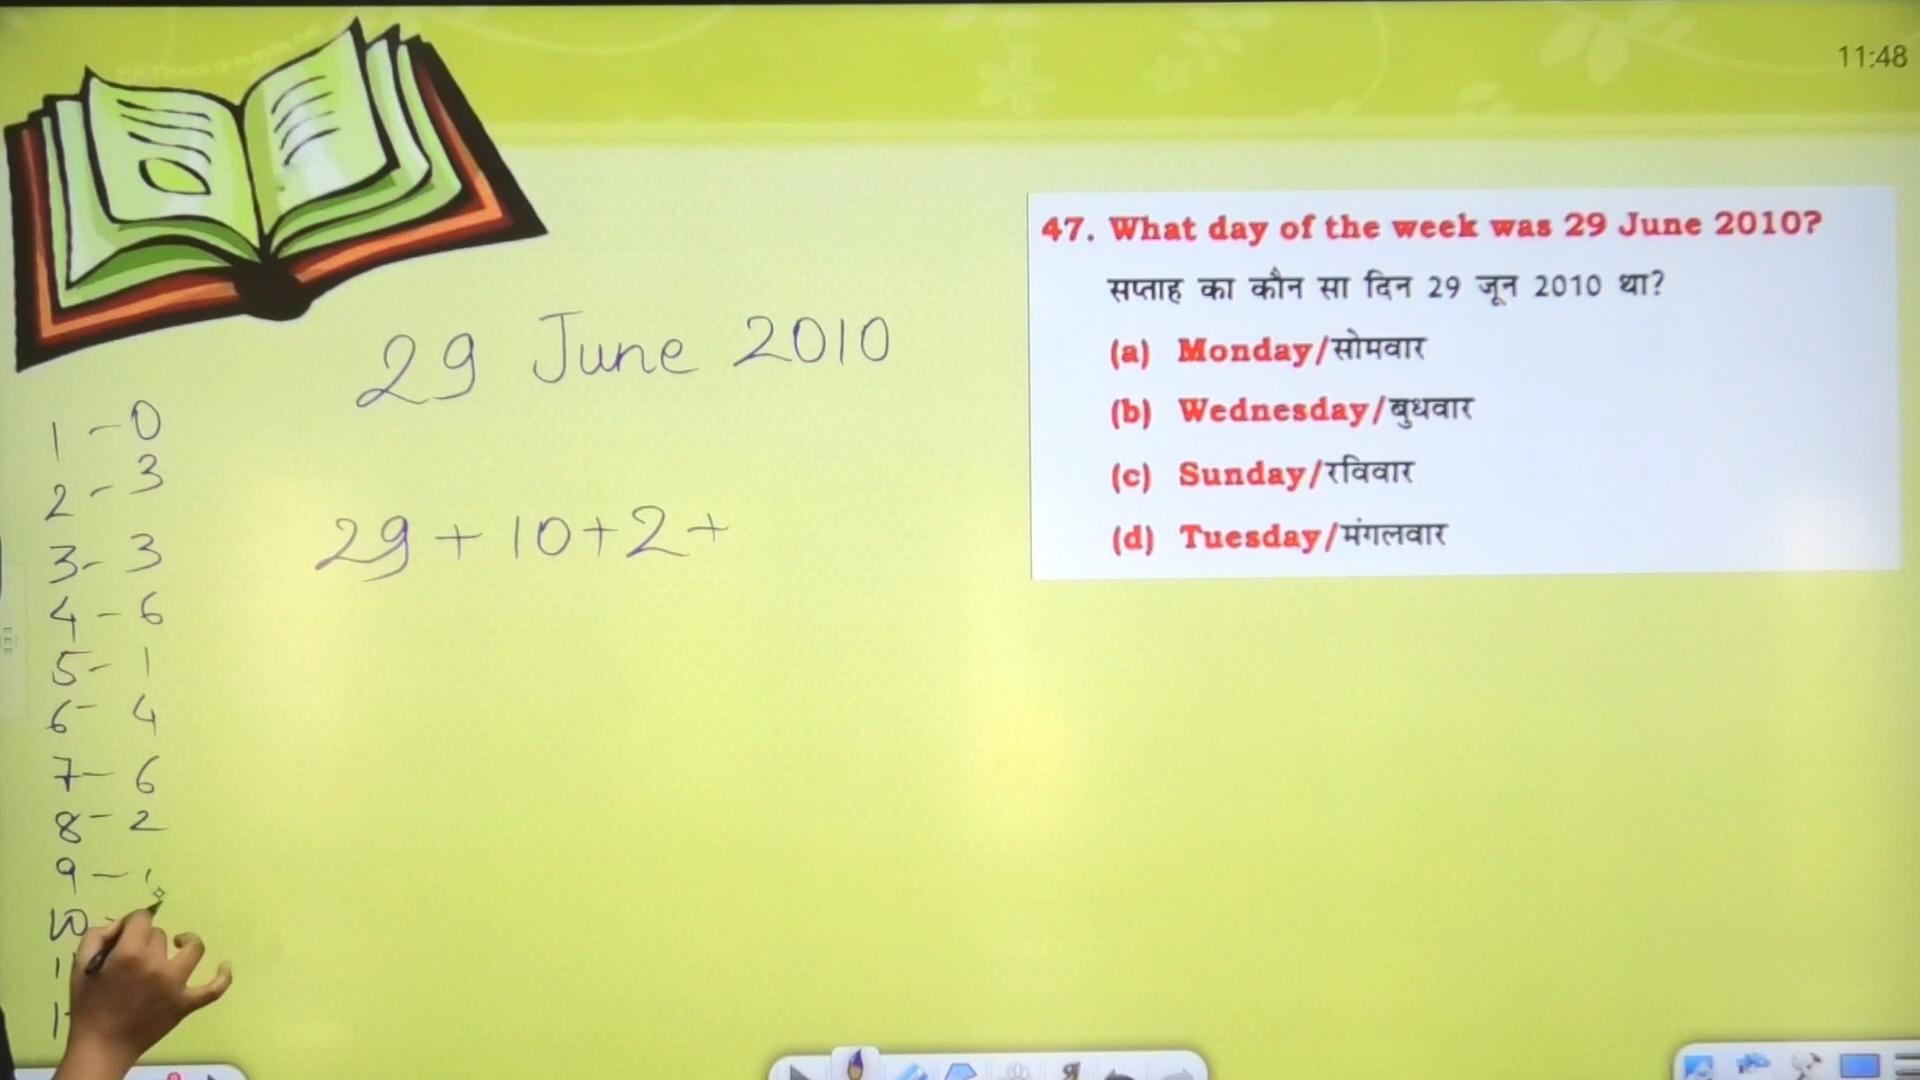 11:48
47. What day of the week was 29 June 2010?
सप्ताह का कौन सा दिन 29 जून 2010 था?
(a) Monday/सोमवार
(b) Wednesday/बुधवार
(c) Sunday/रविवार
(d) Tuesday/मंगलवार
29 June 2010
29 + 10 + 2 +
1 - 0
2 - 3
3 - 3
4 - 6
5 - 1
6 - 4
7 - 6
8 - 2
9 -
10 -